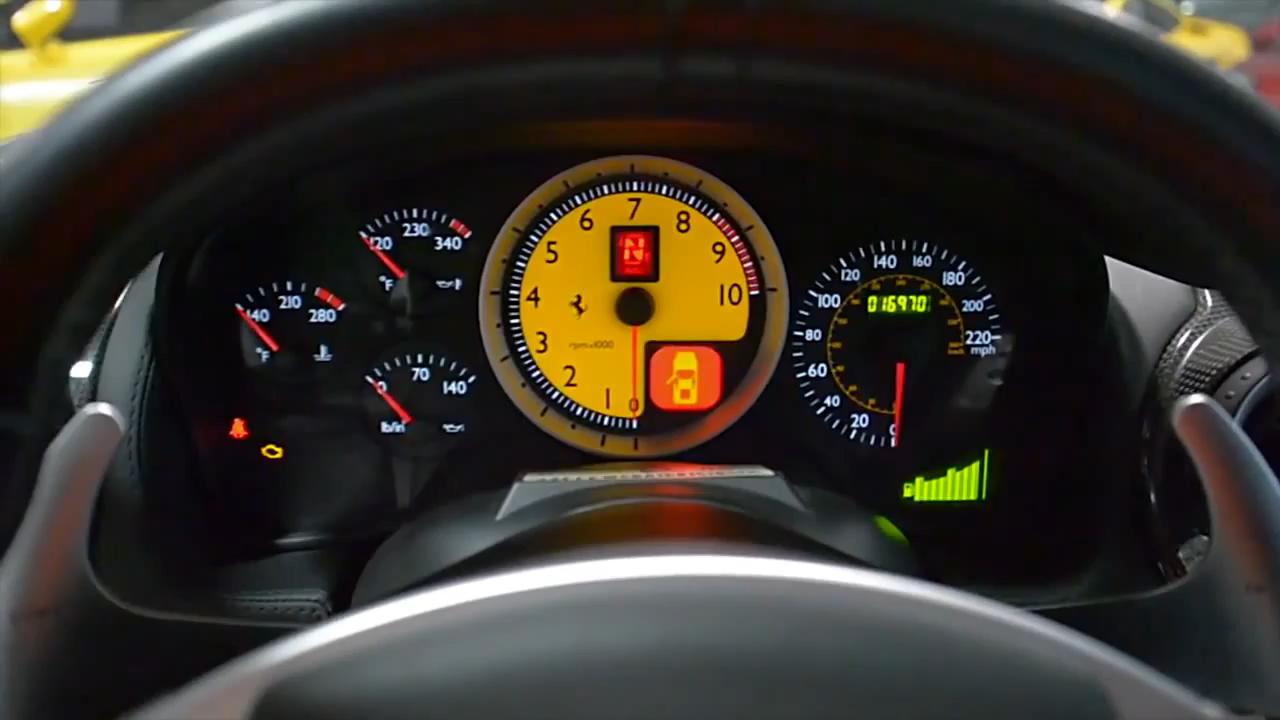 120 230 340
°F
140 210 280
°F
0 70 140
lb/in
0 1 2 3 4 5 6 7 8 9 10
N
rpm x1000
0 20 40 60 80 100 120 140 160 180 200 220
mph
016970
km/h